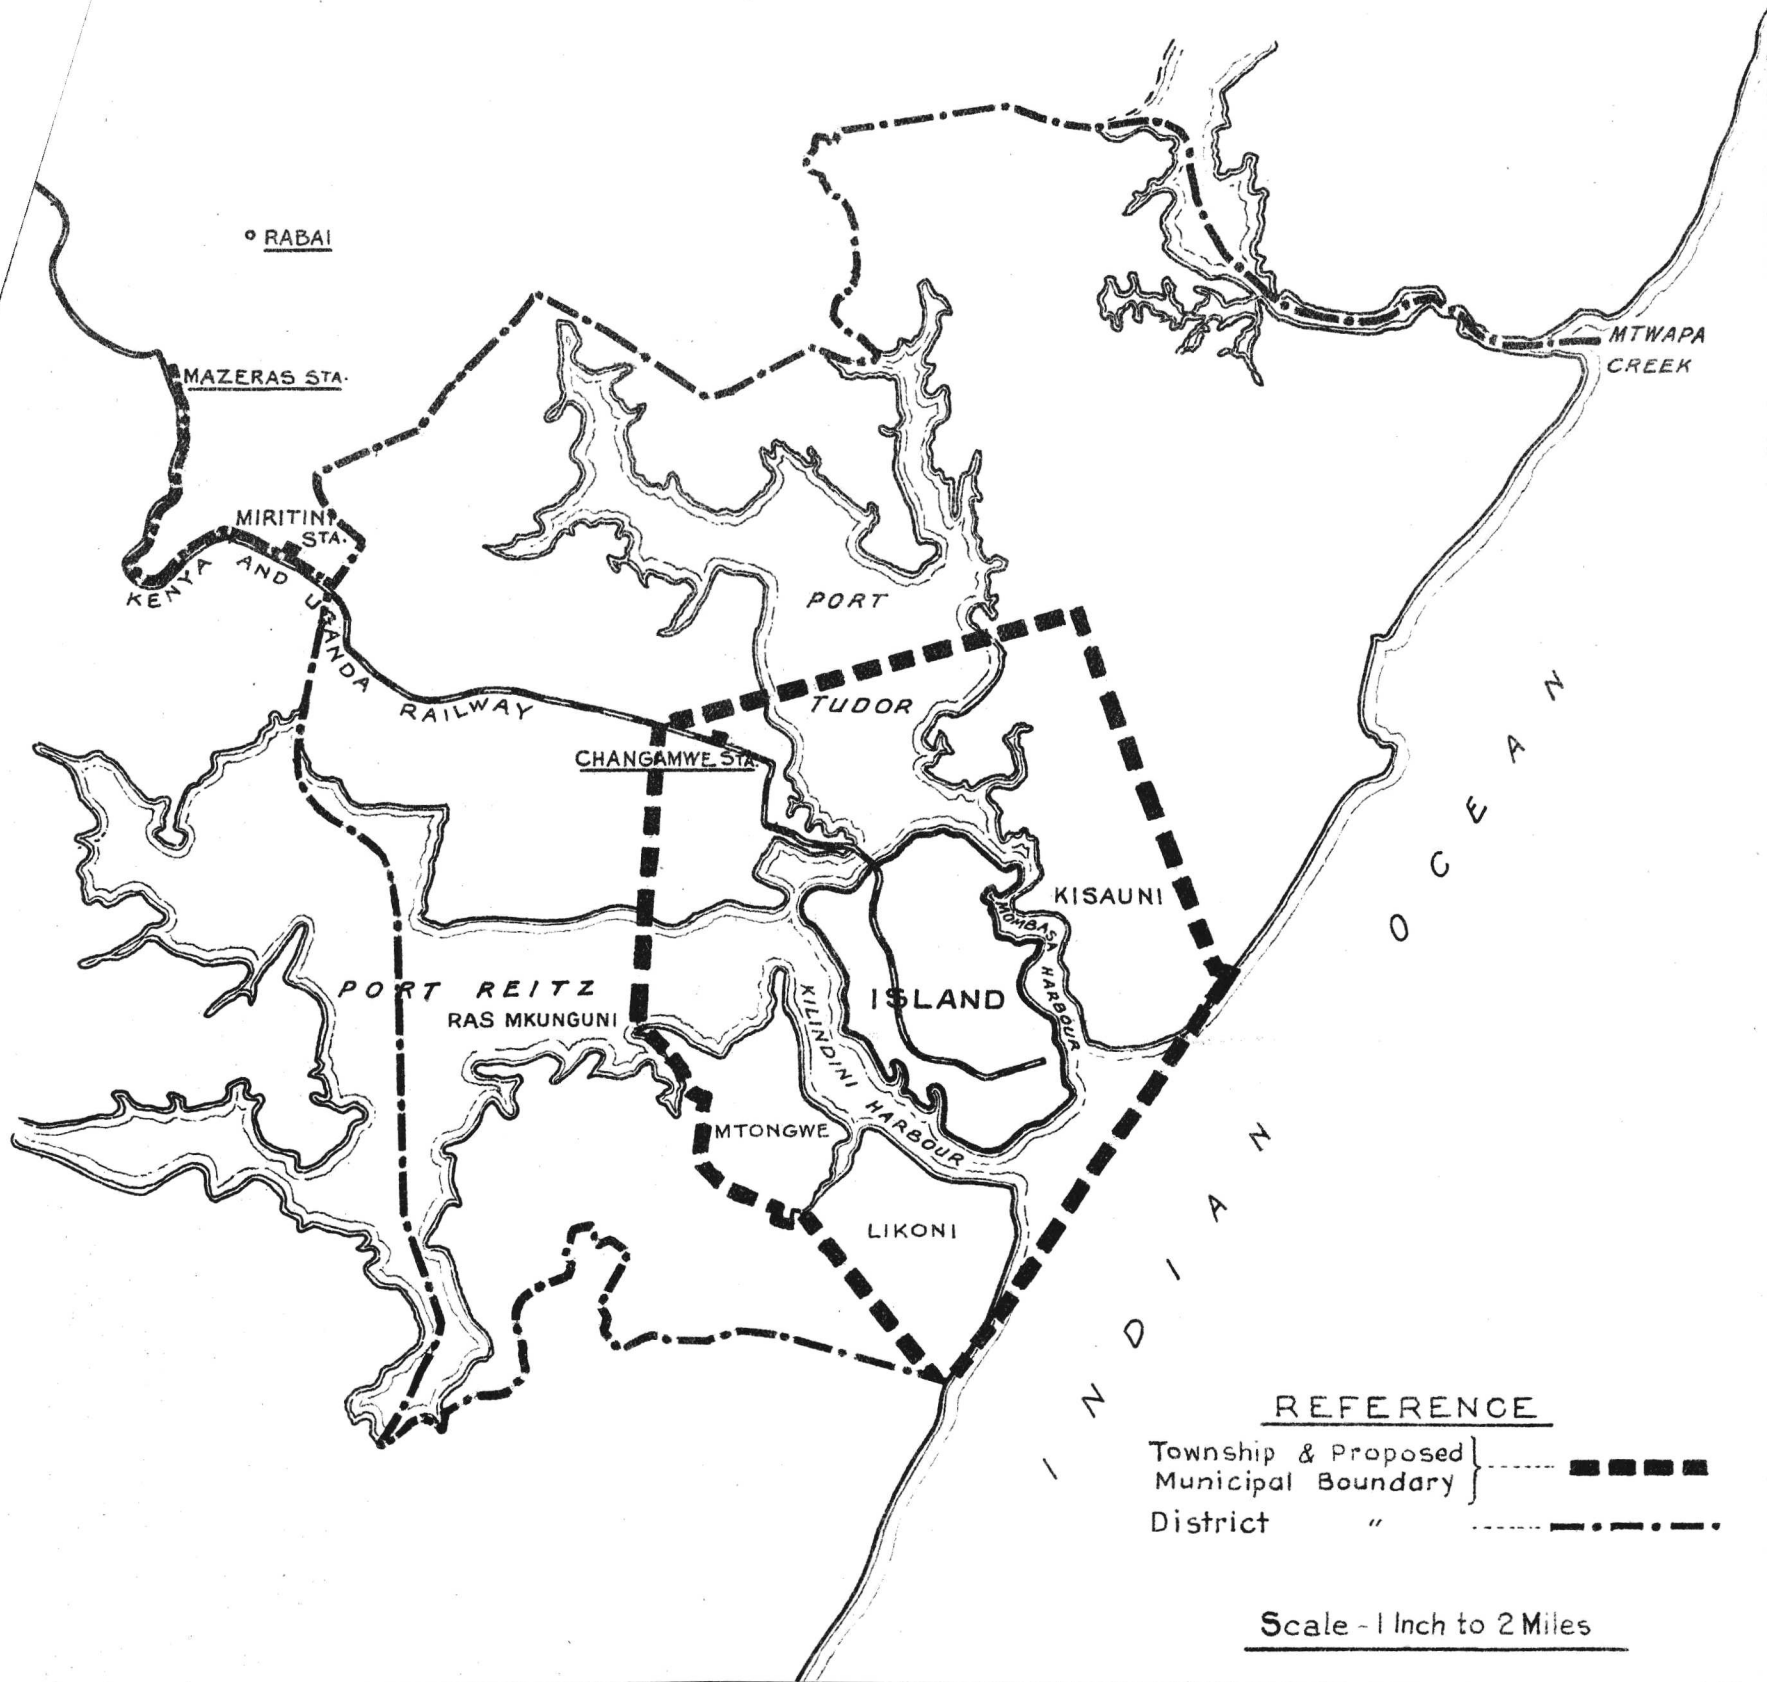 RABAI
MAZERAS STA.
MTWAPA
CREEK
MIRITINI
STA.
KENYA AND UGANDA RAILWAY
PORT
TUDOR
CHANGAMWE STA.
KISAUNI
MOMBASA HARBOUR
PORT REITZ
RAS MKUNGUNI
ISLAND
KILINDINI HARBOUR
MTONGWE
LIKONI
INDIAN OCEAN
REFERENCE
Township & Proposed
Municipal Boundary
District "
Scale - 1 Inch to 2 Miles